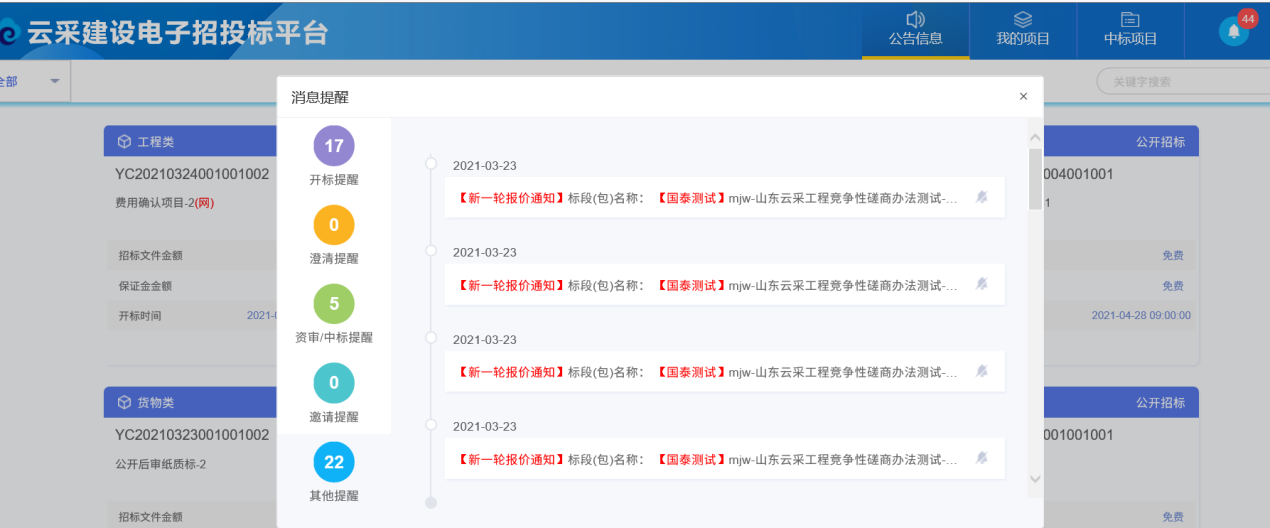 云采建设电子招投标平台
公告信息
我的项目
中标项目
44
全部
关键字搜索
消息提醒
×
17
开标提醒
0
澄清提醒
5
资审/中标提醒
0
邀请提醒
22
其他提醒
2021-03-23
【新一轮报价通知】标段(包)名称： 【国泰测试】mjw-山东云采工程竞争性磋商办法测试-...
2021-03-23
【新一轮报价通知】标段(包)名称： 【国泰测试】mjw-山东云采工程竞争性磋商办法测试-...
2021-03-23
【新一轮报价通知】标段(包)名称： 【国泰测试】mjw-山东云采工程竞争性磋商办法测试-...
2021-03-23
【新一轮报价通知】标段(包)名称： 【国泰测试】mjw-山东云采工程竞争性磋商办法测试-...
工程类
YC20210324001001002
费用确认项目-2(网)
招标文件金额
保证金金额
开标时间 2021-0
公开招标
004001001
1
免费
免费
2021-04-28 09:00:00
货物类
YC20210323001001002
公开后审纸质标-2
招标文件金额
公开招标
001001001
免费